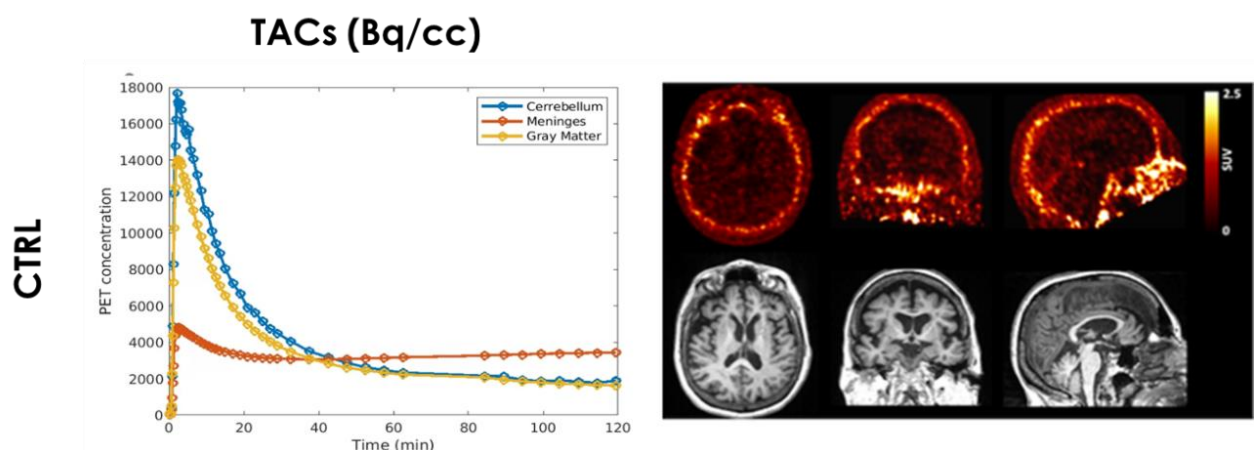 TACs (Bq/cc)
CTRL
PET concentration
18000
16000
14000
12000
10000
8000
6000
4000
2000
0
0 20 40 60 80 100 120
Time (min)
Cerrebellum
Meninges
Gray Matter
2.5
SUV
0